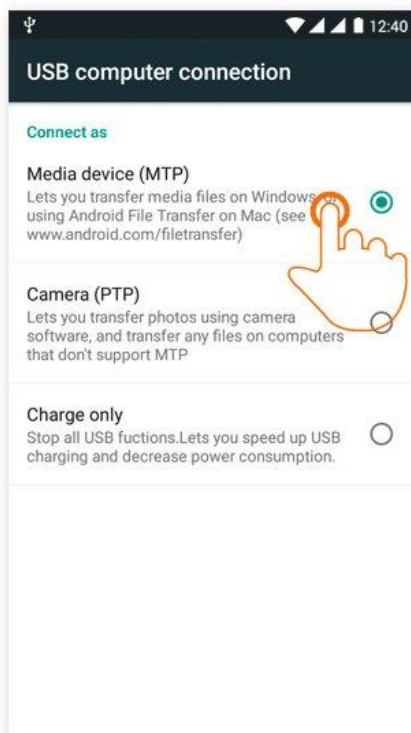 12:40
USB computer connection
Connect as
Media device (MTP)
Lets you transfer media files on Windows,
using Android File Transfer on Mac (see
www.android.com/filetransfer)
Camera (PTP)
Lets you transfer photos using camera
software, and transfer any files on computers
that don't support MTP
Charge only
Stop all USB fuctions.Lets you speed up USB
charging and decrease power consumption.